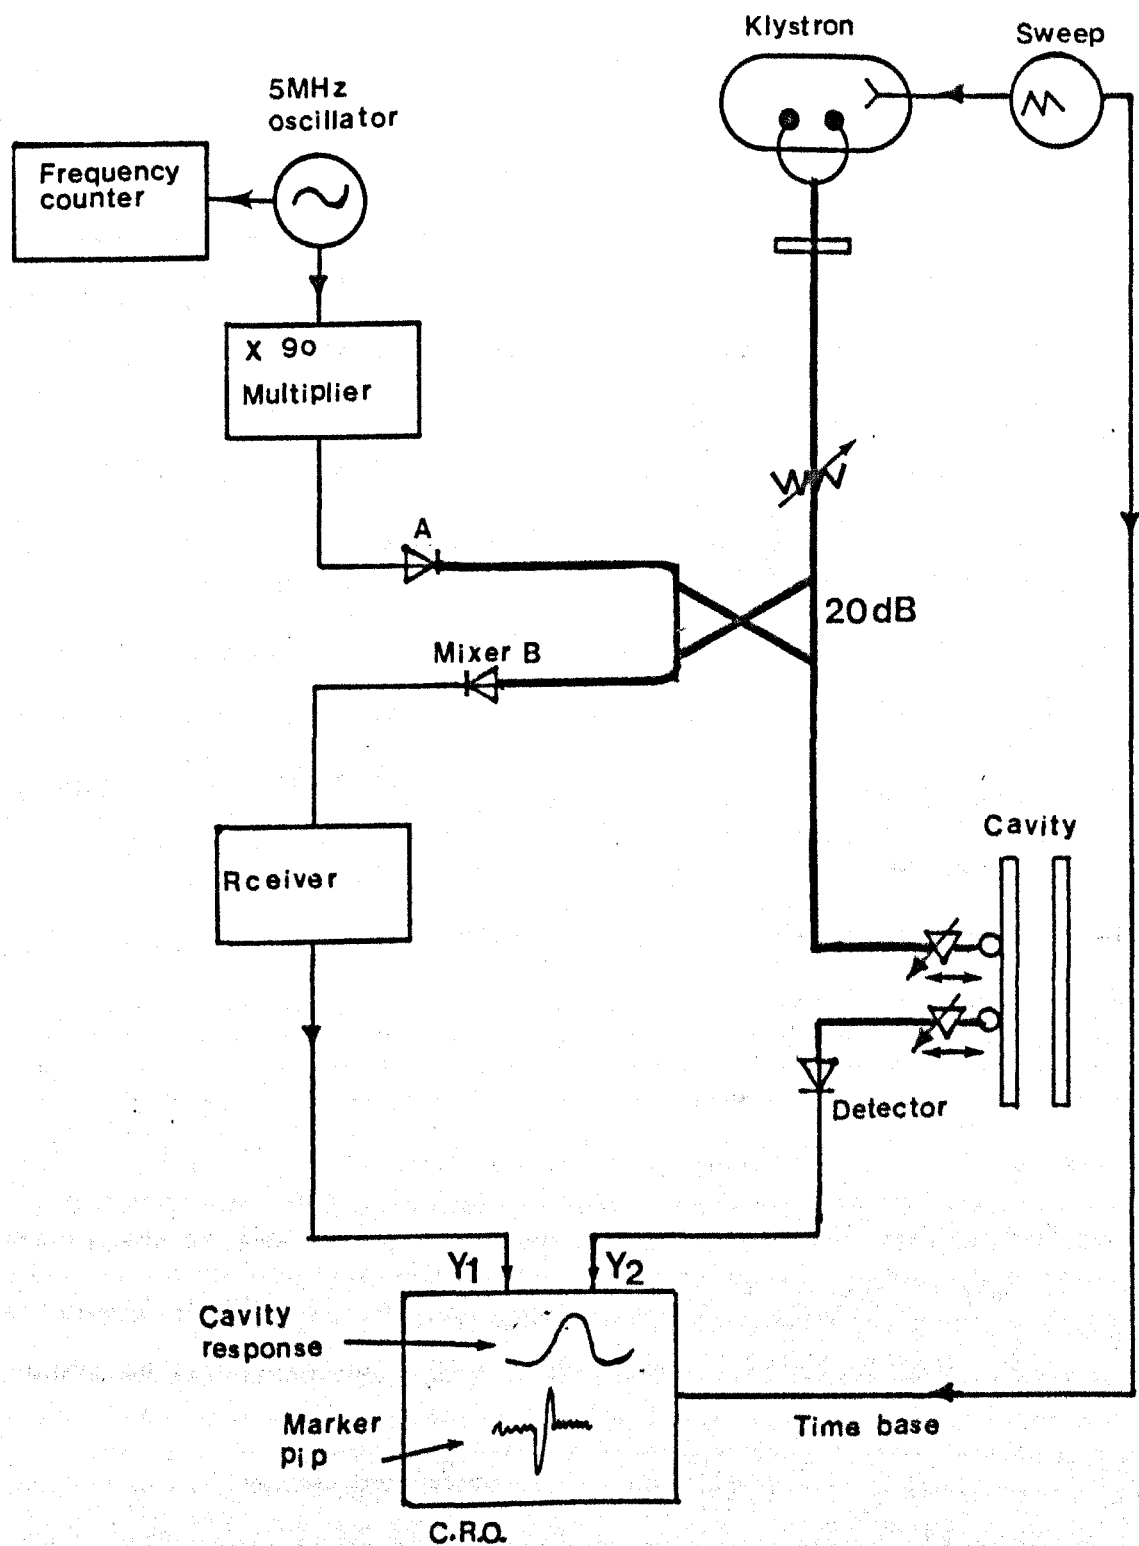 Klystron
Sweep
5MHz
oscillator
Frequency
counter
X 90
Multiplier
A
20dB
Mixer B
Cavity
Rceiver
Detector
Y1
Y2
Cavity
response
Marker
pip
Time base
C.R.O.